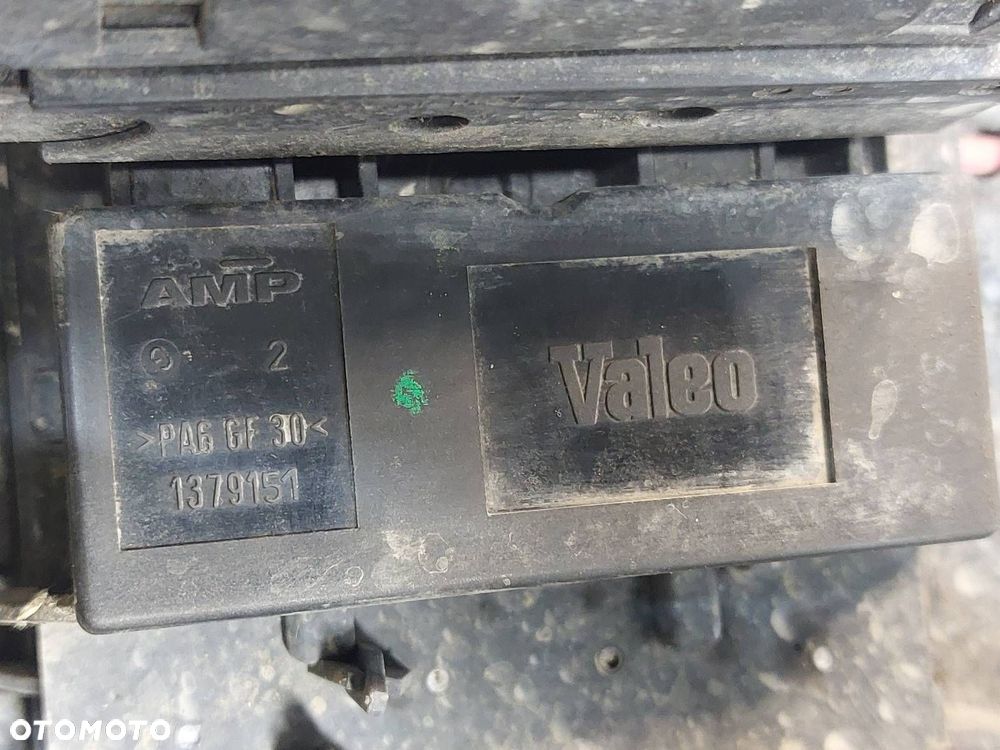 AMP
2
>PA6 GF 30<
1379151
Valeo
OTOMOTO